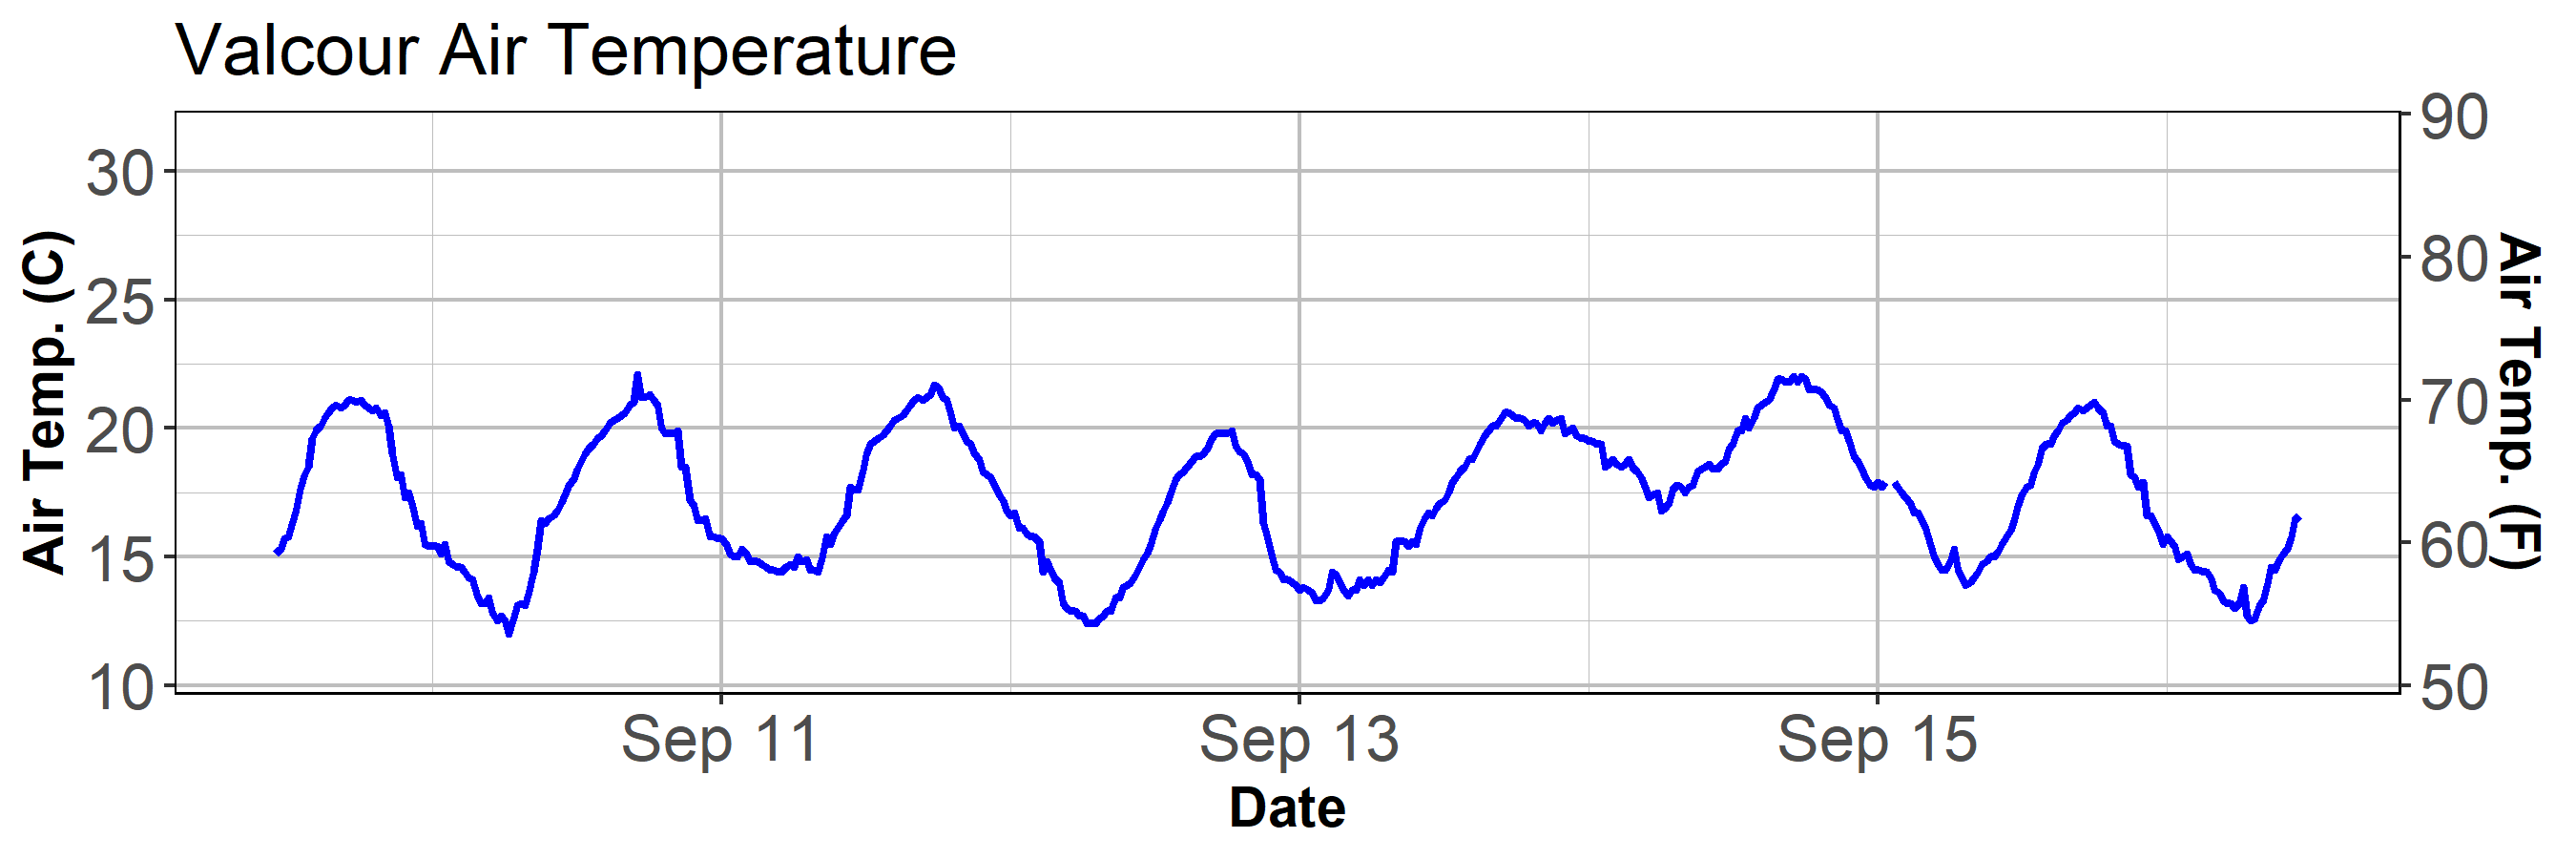 Valcour Air Temperature
Air Temp. (C)
30
25
20
15
10
90
80
70
60
50
Air Temp. (F)
Sep 11
Sep 13
Sep 15
Date